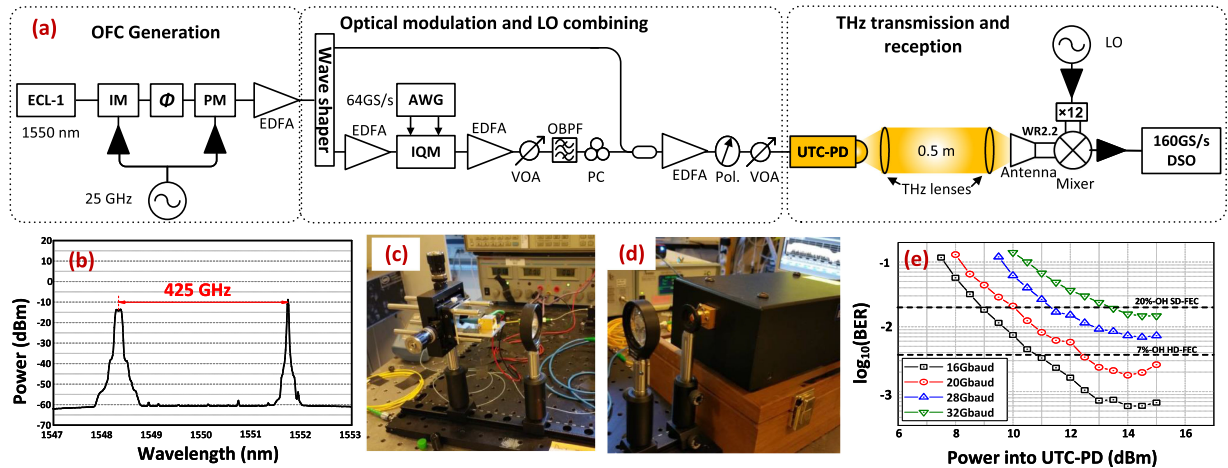 (a)
OFC Generation
ECL-1
IM
Φ
PM
EDFA
1550 nm
25 GHz
Optical modulation and LO combining
Wave shaper
64GS/s
AWG
EDFA
IQM
EDFA
VOA
OBPF
PC
EDFA
Pol.
VOA
THz transmission and
reception
LO
×12
WR2.2
UTC-PD
0.5 m
THz lenses
Antenna
Mixer
160GS/s
DSO
(b)
425 GHz
Power (dBm)
20
10
0
-10
-20
-30
-40
-50
-60
-70
1547
1548
1549
1550
1551
1552
1553
Wavelength (nm)
(c)
(d)
(e)
log10(BER)
-1
-2
-3
20%-OH SD-FEC
7%-OH HD-FEC
16Gbaud
20Gbaud
28Gbaud
32Gbaud
6
8
10
12
14
16
Power into UTC-PD (dBm)